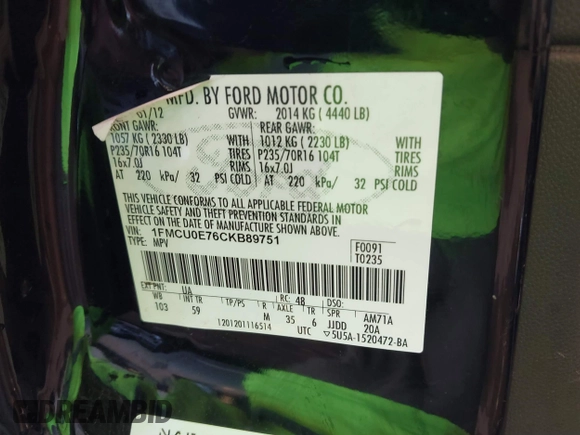 MFD. BY FORD MOTOR CO.
01/12 GVWR: 2014 KG ( 4440 LB)
FRONT GAWR: REAR GAWR:
1057 KG ( 2330 LB) 1012 KG ( 2230 LB)
P235/70R16 104T TIRES P235/70R16 104T TIRES
16x7.0J RIMS 16x7.0J RIMS
AT 220 kPa/ 32 PSI COLD AT 220 kPa/ 32 PSI COLD
THIS VEHICLE CONFORMS TO ALL APPLICABLE FEDERAL MOTOR
VEHICLE SAFETY AND THEFT PREVENTION STANDARDS IN
EFFECT ON THE DATE OF MANUFACTURE SHOWN ABOVE.
VIN: 1FMCU0E76CKB89751
TYPE: MPV
F0091
T0235
EXT PNT: UA RC: 4B DSO:
WB INT TR TP/PS R AXLE TR SPR AM71A
103 59 M 35 6 JJDD 20A
1201201116514 UTC ▽SU5A-1520472-BA
DREAMBID